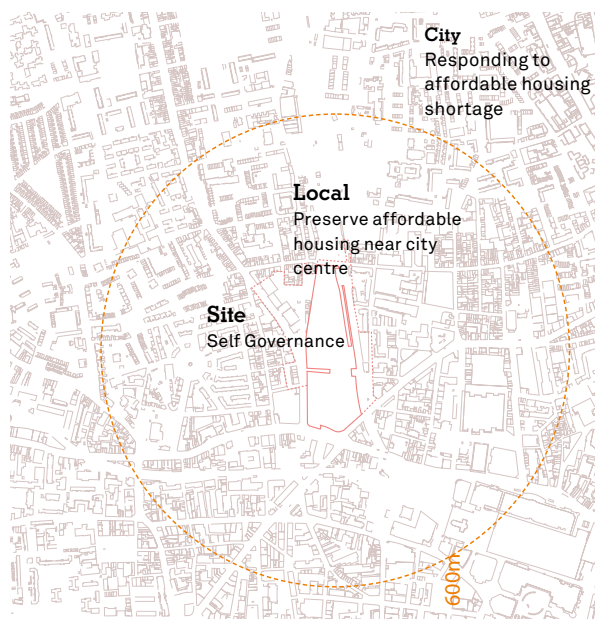 City
Responding to
affordable housing
shortage
Local
Preserve affordable
housing near city
centre
Site
Self Governance
600m